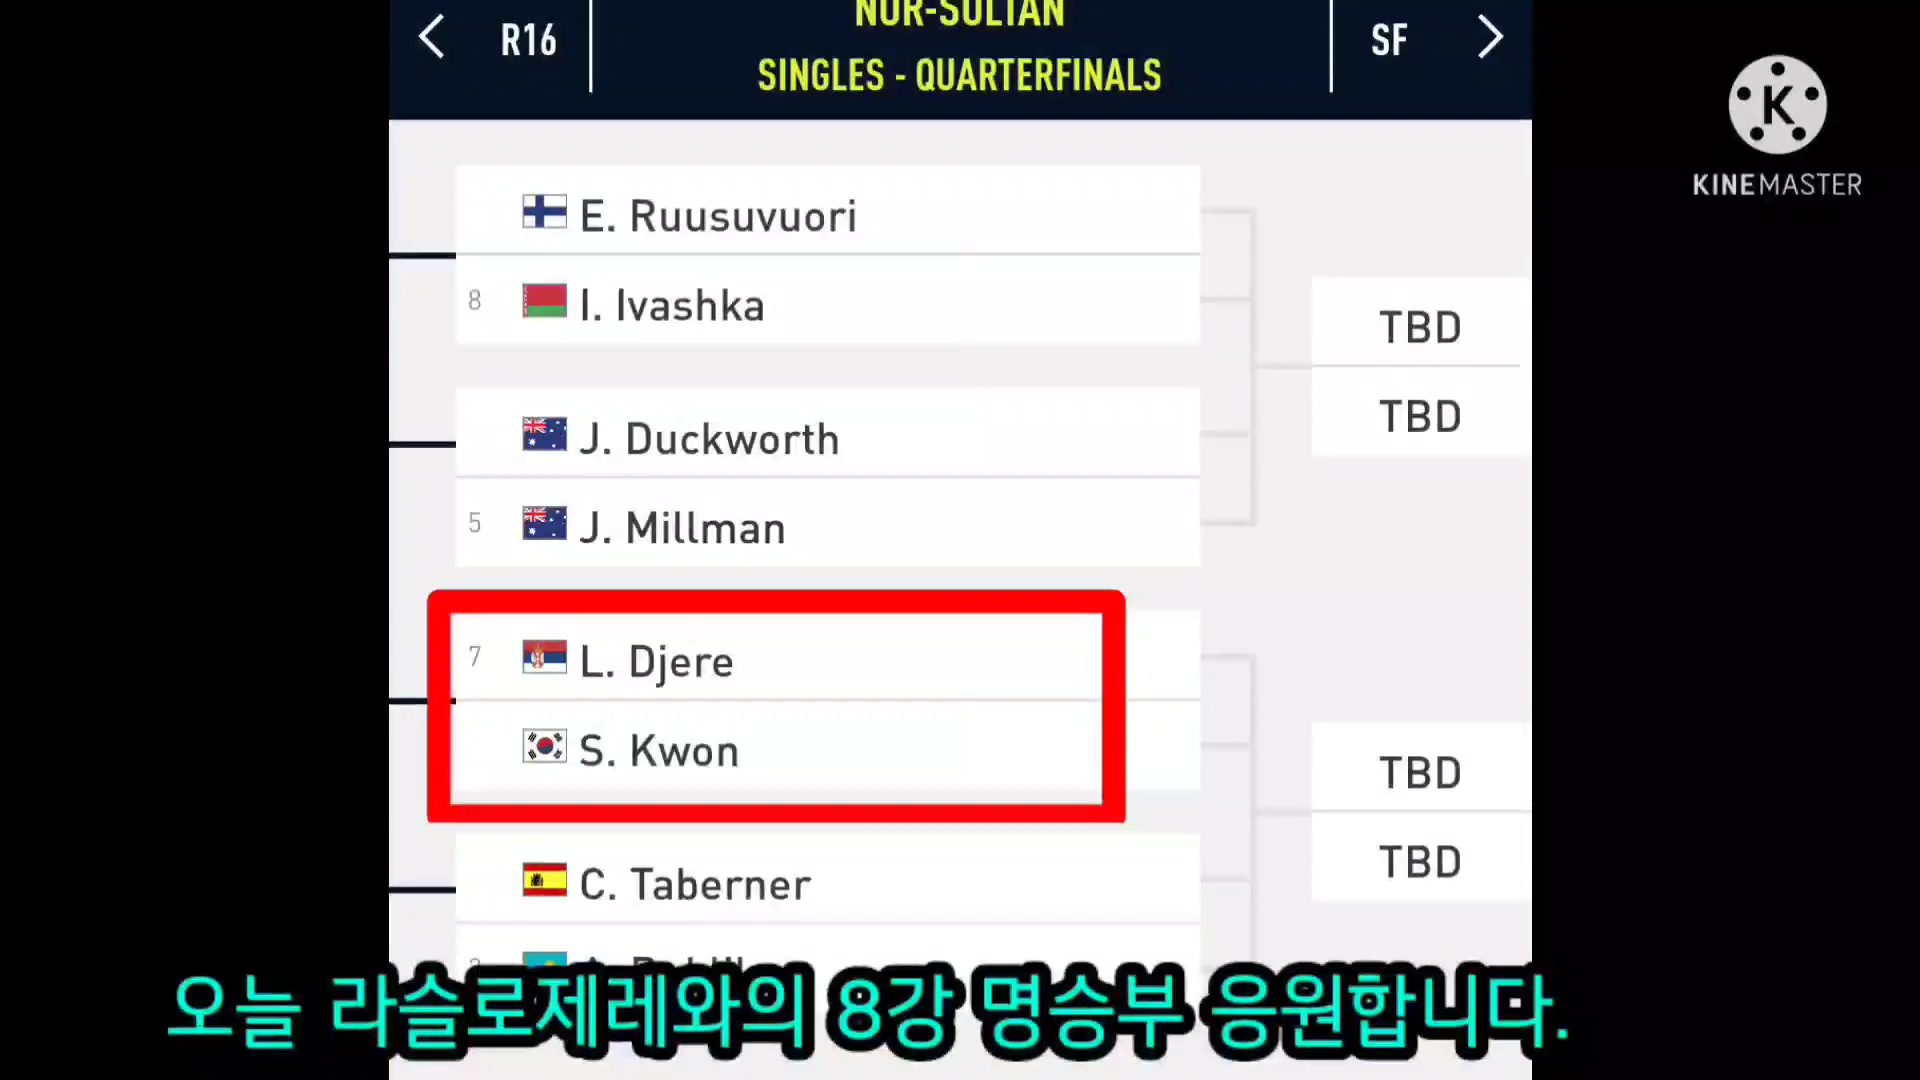 NUR-SULTAN
R16
SF
SINGLES - QUARTERFINALS
KINEMASTER
E. Ruusuvuori
8 I. Ivashka
TBD
TBD
J. Duckworth
5 J. Millman
7 L. Djere
S. Kwon
TBD
TBD
C. Taberner
오늘 라슬로제레와의 8강 명승부 응원합니다.